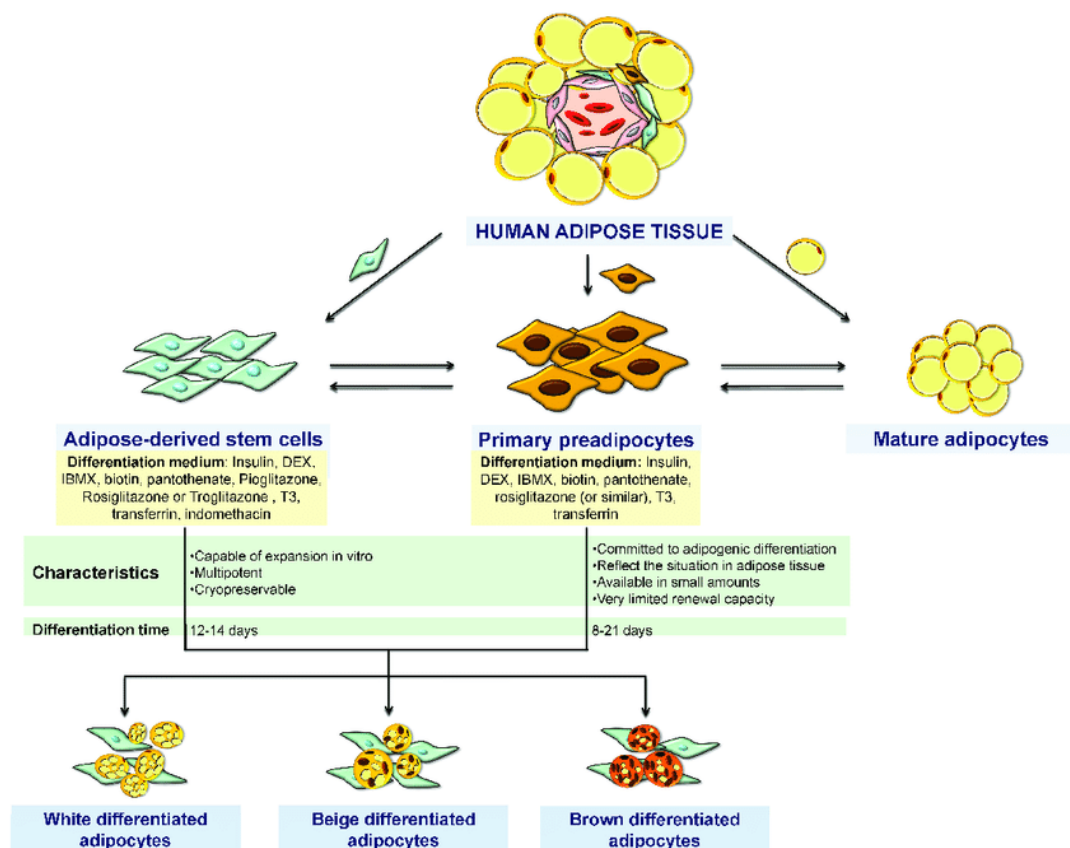 HUMAN ADIPOSE TISSUE
Adipose-derived stem cells
Differentiation medium: Insulin, DEX,
IBMX, biotin, pantothenate, Pioglitazone,
Rosiglitazone or Troglitazone , T3,
transferrin, indomethacin
Primary preadipocytes
Differentiation medium: Insulin,
DEX, IBMX, biotin, pantothenate,
rosiglitazone (or similar), T3,
transferrin
Mature adipocytes
Characteristics
•Capable of expansion in vitro
•Multipotent
•Cryopreservable
•Committed to adipogenic differentiation
•Reflect the situation in adipose tissue
•Available in small amounts
•Very limited renewal capacity
Differentiation time
12-14 days
8-21 days
White differentiated
adipocytes
Beige differentiated
adipocytes
Brown differentiated
adipocytes